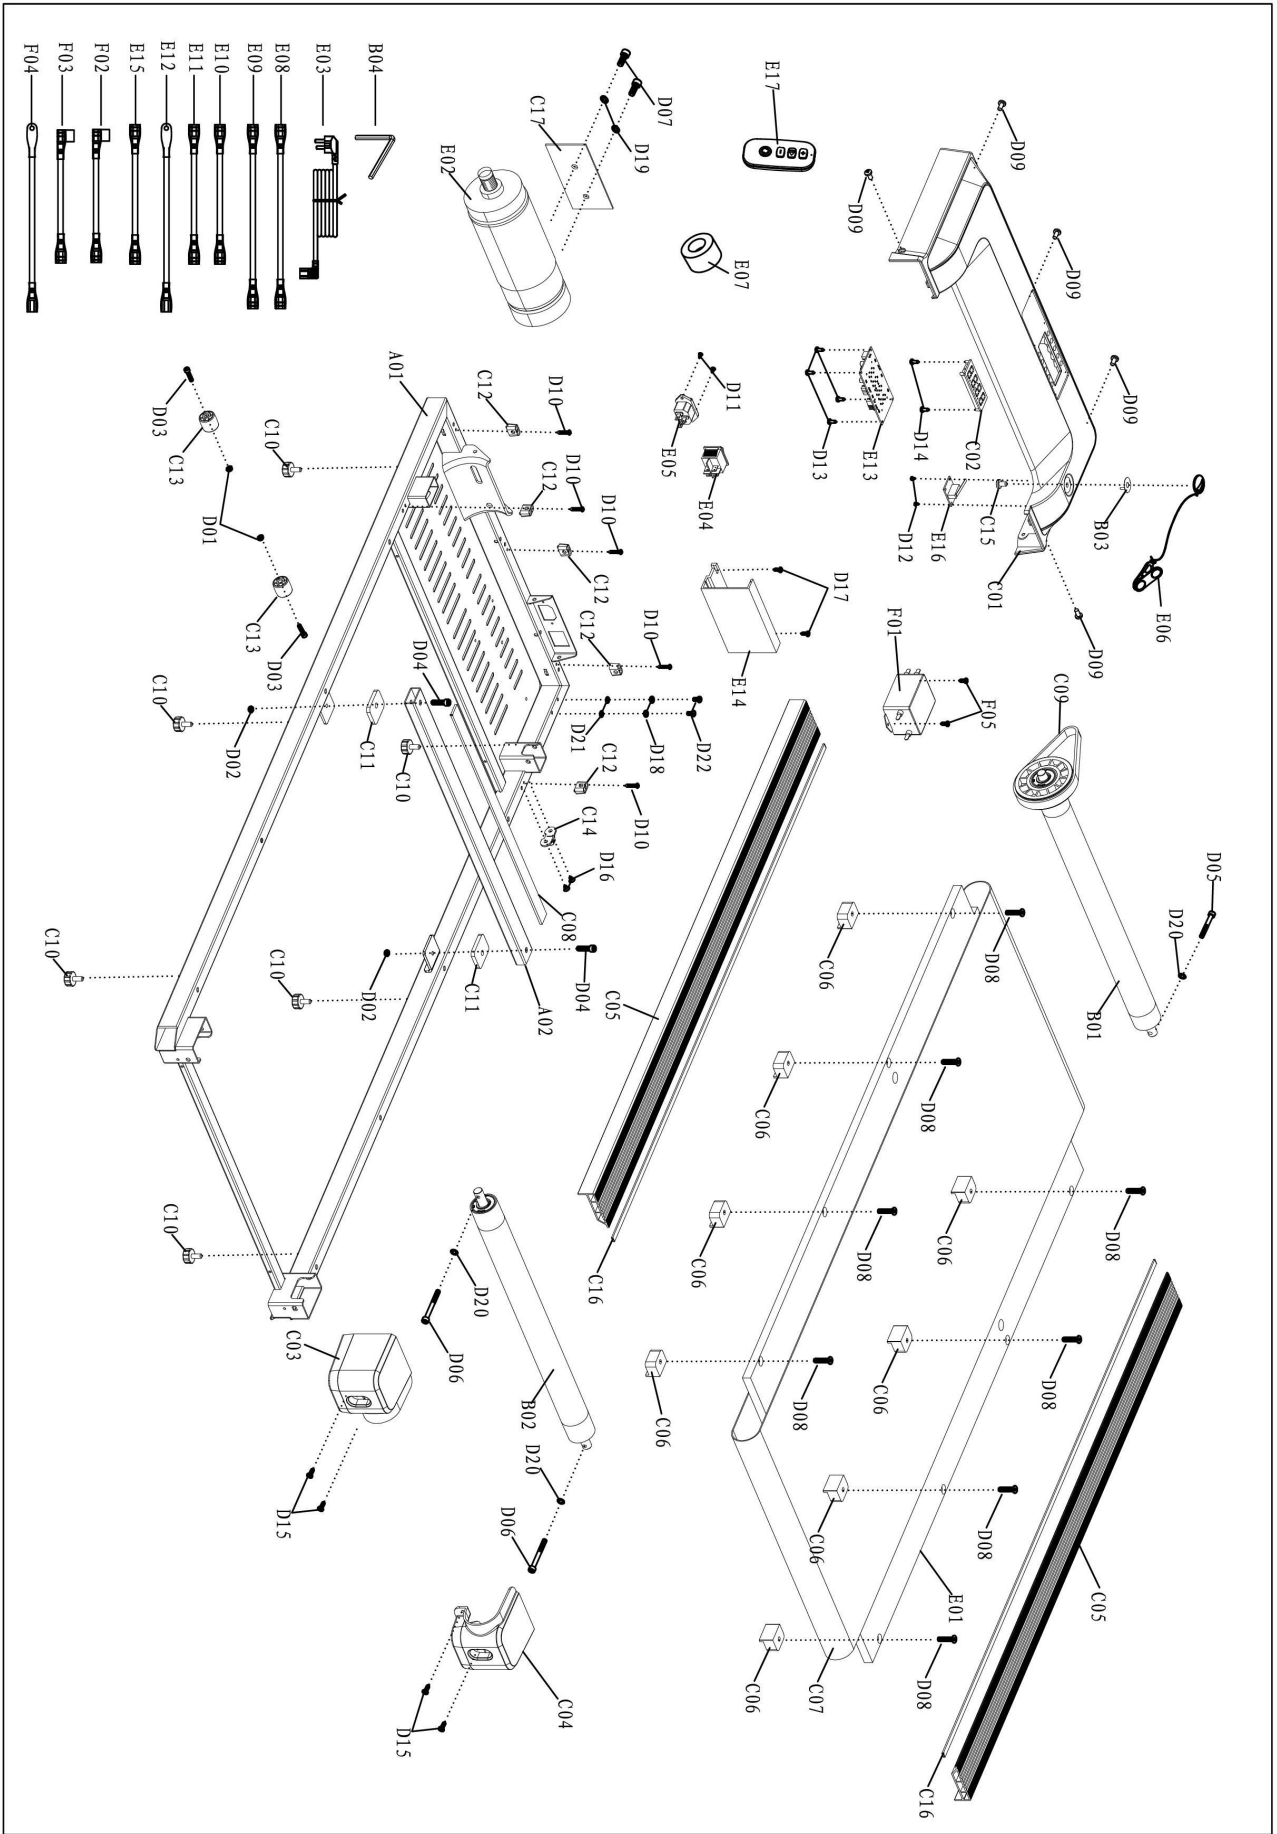 F04
F03
F02
E15
E12
E11
E10
E09
E08
E03
B04
D07
D19
C17
E02
E17
E07
D09
D09
D09
D09
D09
D11
E05
E04
D13
E13
D14
C02
D12
E16
C15
C01
B03
E06
D17
E14
F01
F05
C09
D05
D20
B01
A01
C12
D10
C12
D10
D10
C12
C12
D10
D03
C13
C10
D01
C13
D03
C10
D02
C11
D04
C10
D21
D18
D22
C12
D10
C14
D16
C08
A02
D04
C11
D02
C10
C10
C10
C05
C16
C06
D08
C06
D08
C06
D08
C06
D08
C06
D08
C06
D08
C06
D08
C06
D08
E01
C07
C05
C16
D20
D06
B02
D20
D06
C03
D15
C04
D15